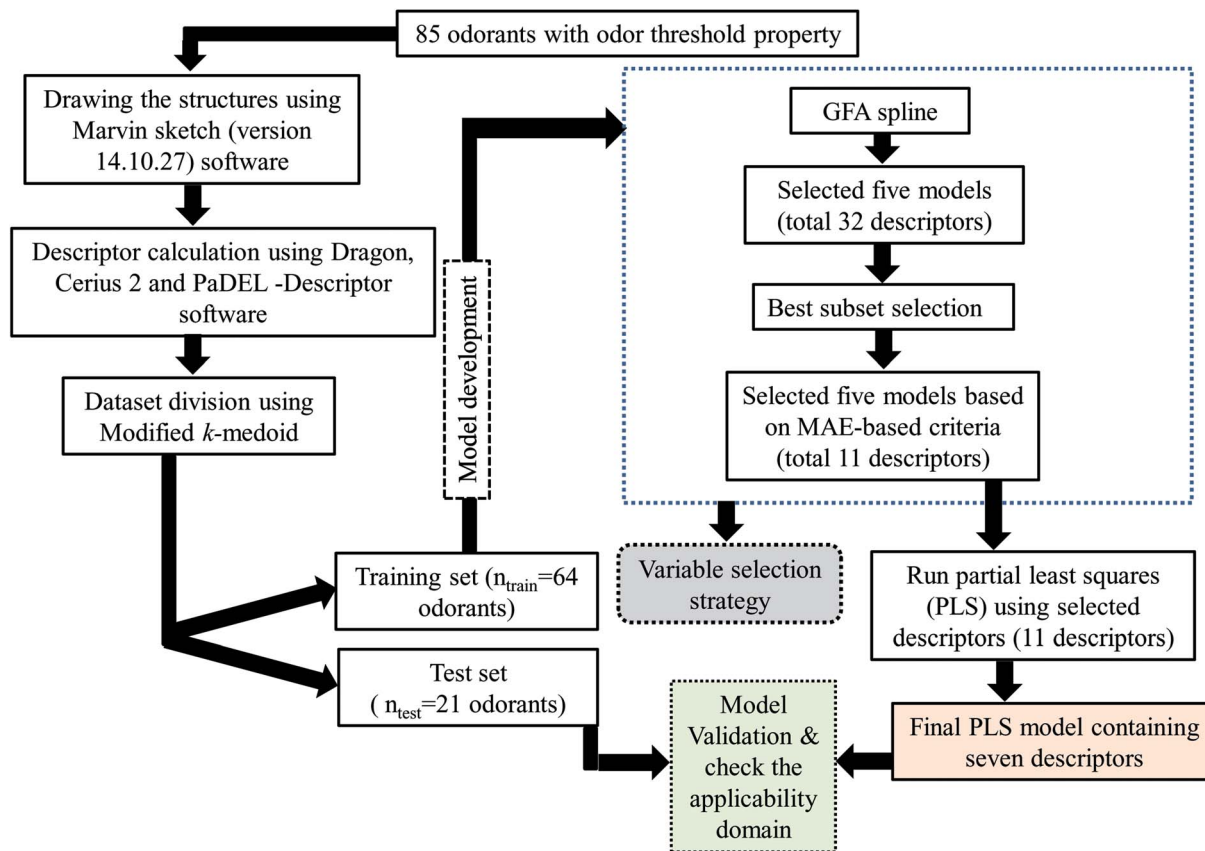 85 odorants with odor threshold property
Drawing the structures using
Marvin sketch (version
14.10.27) software
Descriptor calculation using Dragon,
Cerius 2 and PaDEL -Descriptor
software
Dataset division using
Modified k-medoid
Training set (n_train=64
odorants)
Test set
( n_test=21 odorants)
Model development
GFA spline
Selected five models
(total 32 descriptors)
Best subset selection
Selected five models based
on MAE-based criteria
(total 11 descriptors)
Variable selection
strategy
Run partial least squares
(PLS) using selected
descriptors (11 descriptors)
Final PLS model containing
seven descriptors
Model
Validation &
check the
applicability
domain